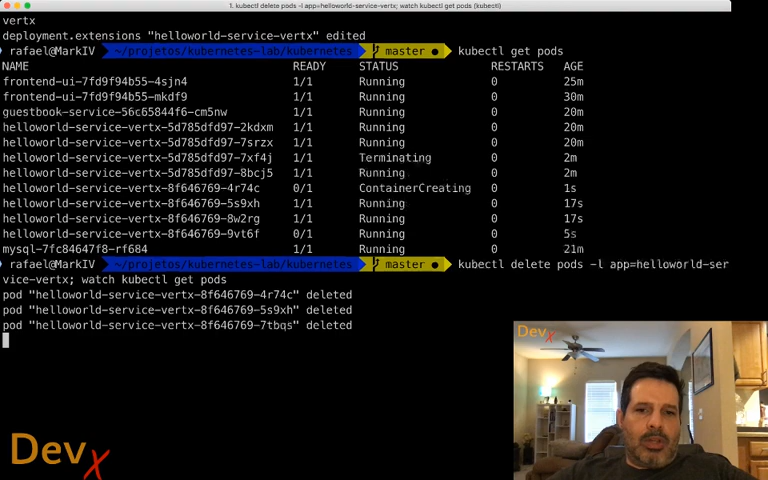 1. kubectl delete pods -l app=helloworld-service-vertx; watch kubectl get pods (kubectl)
vertx
deployment.extensions "helloworld-service-vertx" edited
rafael@MarkIV ~/projetos/kubernetes-lab/kubernetes master ● kubectl get pods
NAME READY STATUS RESTARTS AGE
frontend-ui-7fd9f94b55-4sjn4 1/1 Running 0 25m
frontend-ui-7fd9f94b55-mkdf9 1/1 Running 0 30m
guestbook-service-56c65844f6-cm5nw 1/1 Running 0 20m
helloworld-service-vertx-5d785dfd97-2kdxm 1/1 Running 0 20m
helloworld-service-vertx-5d785dfd97-7srzx 1/1 Running 0 20m
helloworld-service-vertx-5d785dfd97-7xf4j 1/1 Terminating 0 2m
helloworld-service-vertx-5d785dfd97-8bcj5 1/1 Running 0 2m
helloworld-service-vertx-8f646769-4r74c 0/1 ContainerCreating 0 1s
helloworld-service-vertx-8f646769-5s9xh 1/1 Running 0 17s
helloworld-service-vertx-8f646769-8w2rg 1/1 Running 0 17s
helloworld-service-vertx-8f646769-9vt6f 0/1 Running 0 5s
mysql-7fc84647f8-rf684 1/1 Running 0 21m
rafael@MarkIV ~/projetos/kubernetes-lab/kubernetes master ● kubectl delete pods -l app=helloworld-ser
vice-vertx; watch kubectl get pods
pod "helloworld-service-vertx-8f646769-4r74c" deleted
pod "helloworld-service-vertx-8f646769-5s9xh" deleted
pod "helloworld-service-vertx-8f646769-7tbqs" deleted
Devx
Devx